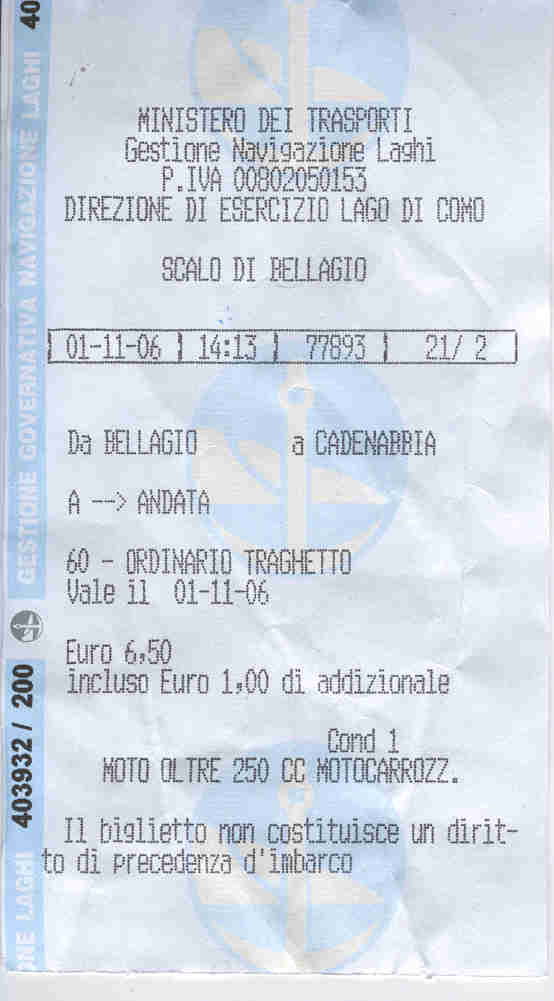 MINISTERO DEI TRASPORTI
Gestione Navigazione Laghi
P.IVA 00802050153
DIREZIONE DI ESERCIZIO LAGO DI COMO
SCALO DI BELLAGIO
01-11-06 | 14:13 | 77893 | 21/ 2
Da BELLAGIO a CADENABBIA
A --> ANDATA
60 - ORDINARIO TRAGHETTO
Vale il 01-11-06
Euro 6,50
incluso Euro 1,00 di addizionale
Cond 1
MOTO OLTRE 250 CC MOTOCARROZZ.
Il biglietto non costituisce un dirit-
to di precedenza d'imbarco
40
GESTIONE GOVERNATIVA NAVIGAZIONE LAGHI
403932 / 200
ONE LAGHI